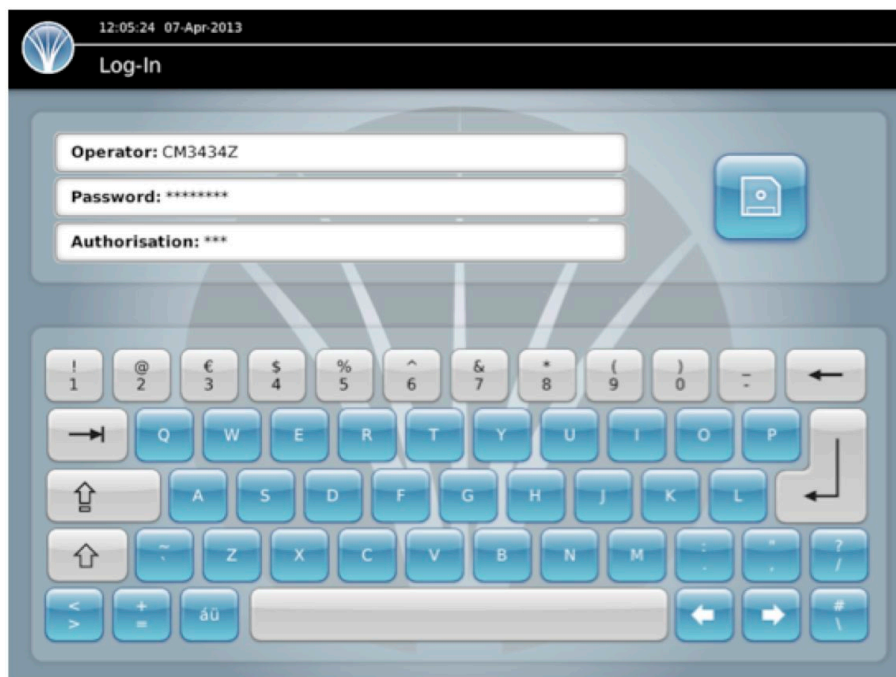 12:05:24 07-Apr-2013
Log-In
Operator: CM3434Z
Password: ********
Authorisation: ***
! @ € $ % ^ & * ( ) _
1 2 3 4 5 6 7 8 9 0 -
Q W E R T Y U I O P
A S D F G H J K L
~ : " ?
` Z X C V B N M . , /
< + áü #
> = \